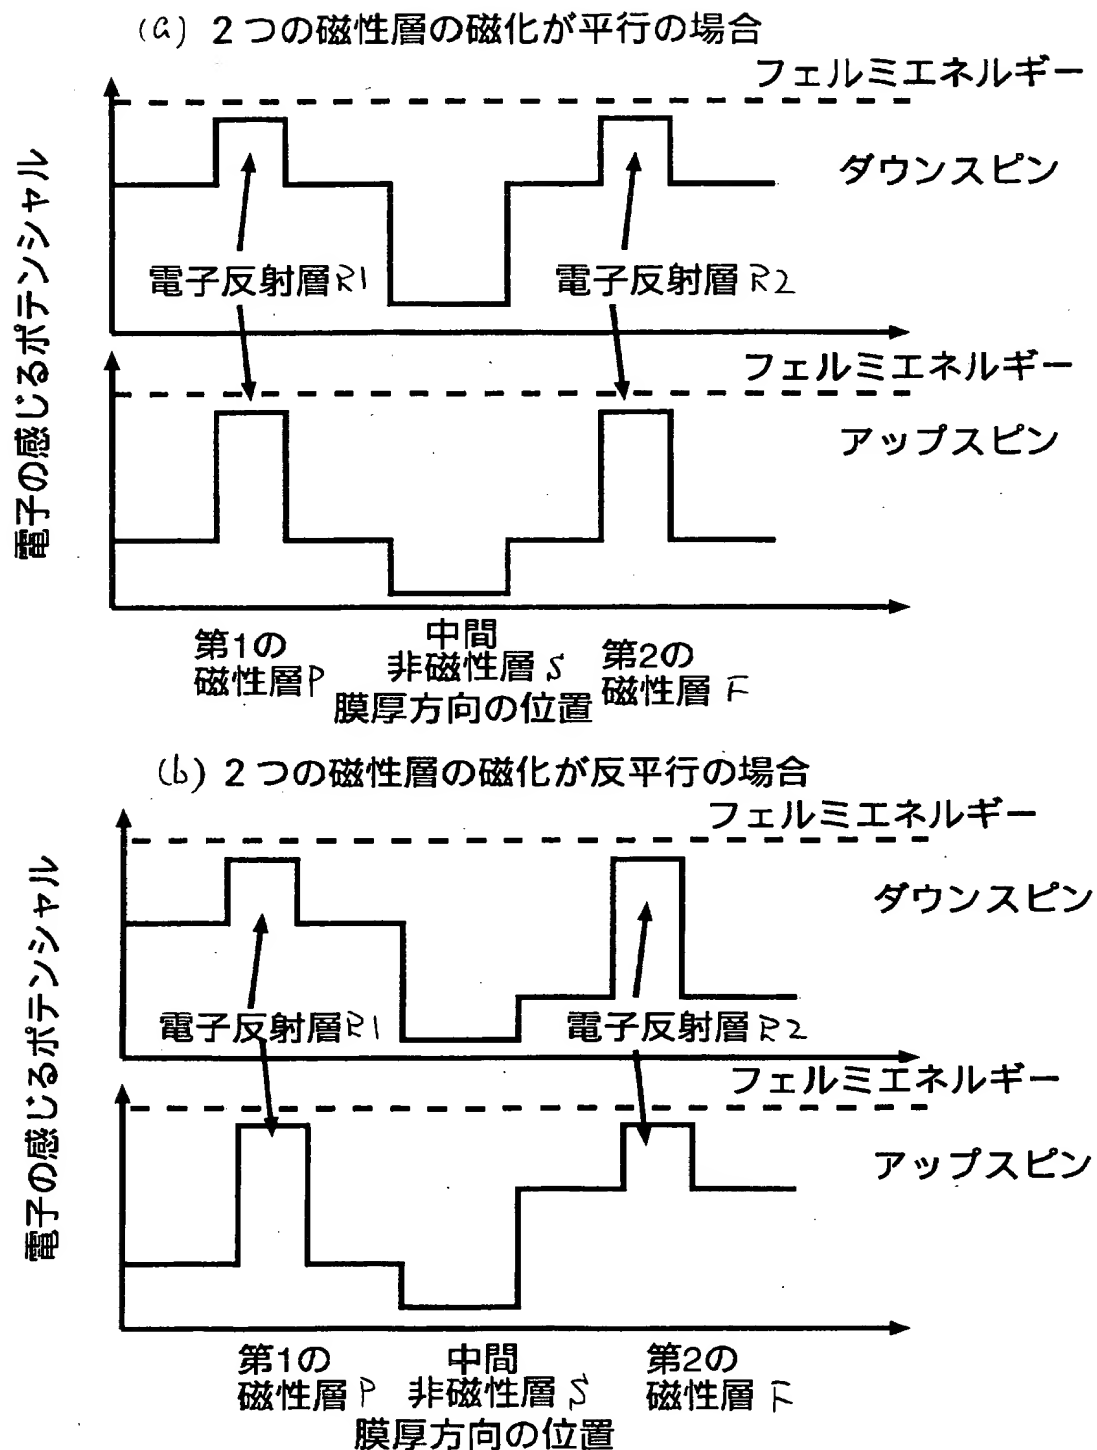 (a) 2つの磁性層の磁化が平行の場合
フェルミエネルギー
ダウンスピン
電子反射層R1
電子反射層R2
フェルミエネルギー
アップスピン
電子の感じるポテンシャル
第1の
磁性層P
中間
非磁性層S
第2の
磁性層F
膜厚方向の位置
(b) 2つの磁性層の磁化が反平行の場合
フェルミエネルギー
ダウンスピン
電子反射層R1
電子反射層R2
フェルミエネルギー
アップスピン
電子の感じるポテンシャル
第1の
磁性層P
中間
非磁性層S
第2の
磁性層F
膜厚方向の位置